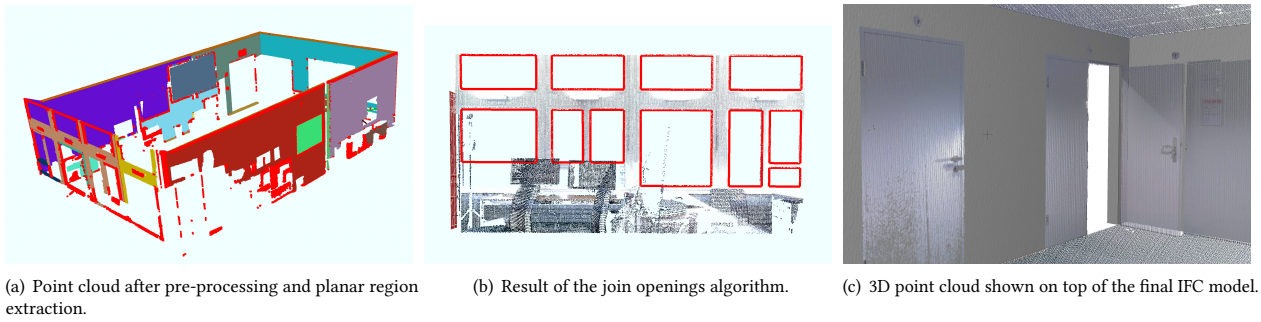 (a) Point cloud after pre-processing and planar region
extraction.
(b) Result of the join openings algorithm.
(c) 3D point cloud shown on top of the final IFC model.